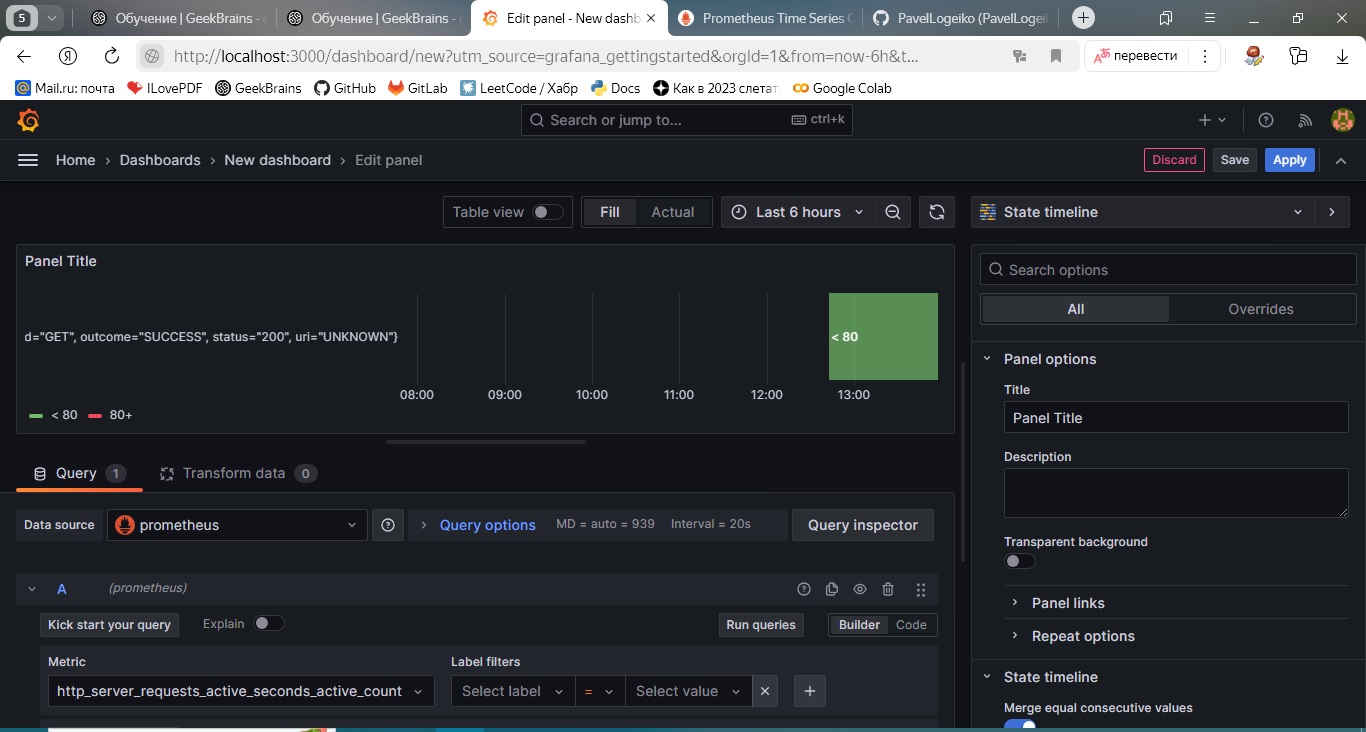 5
Обучение | GeekBrains -
Обучение | GeekBrains -
Edit panel - New dashb
Prometheus Time Series
PavelLogeiko (PavelLogei
http://localhost:3000/dashboard/new?utm_source=grafana_gettingstarted&orgId=1&from=now-6h&t...
перевести
Mail.ru: почта
ILovePDF
GeekBrains
GitHub
GitLab
LeetCode / Хабр
Docs
Как в 2023 слетат
Google Colab
Search or jump to...
ctrl+k
Home › Dashboards › New dashboard › Edit panel
Discard
Save
Apply
Table view
Fill
Actual
Last 6 hours
State timeline
Panel Title
d="GET", outcome="SUCCESS", status="200", uri="UNKNOWN"}
< 80
08:00 09:00 10:00 11:00 12:00 13:00
< 80 80+
Search options
All
Overrides
Panel options
Title
Panel Title
Description
Transparent background
Panel links
Repeat options
State timeline
Merge equal consecutive values
Query 1
Transform data 0
Data source
prometheus
Query options
MD = auto = 939
Interval = 20s
Query inspector
A
(prometheus)
Kick start your query
Explain
Run queries
Builder
Code
Metric
Label filters
http_server_requests_active_seconds_active_count
Select label
=
Select value